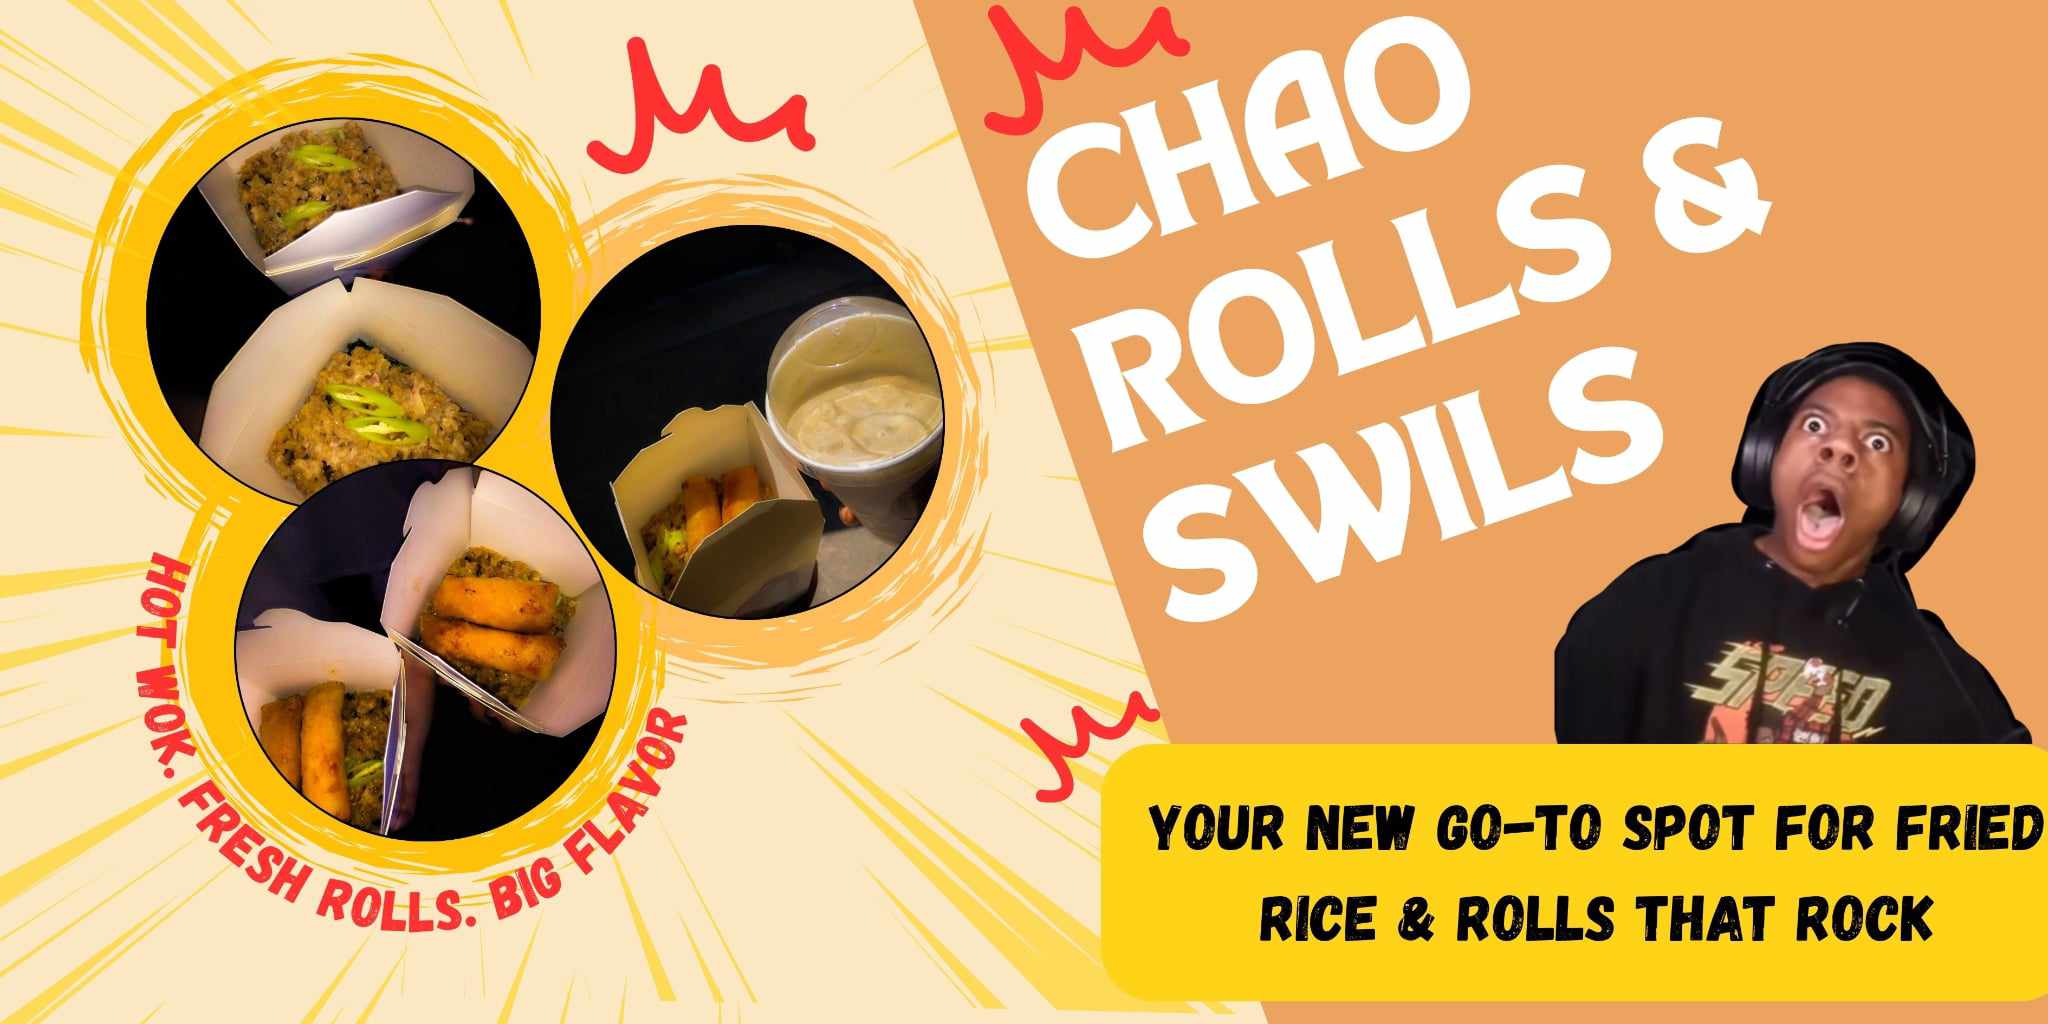 CHAO
ROLLS &
SWILS
HOT WOK. FRESH ROLLS. BIG FLAVOR
SPEED
YOUR NEW GO-TO SPOT FOR FRIED
RICE & ROLLS THAT ROCK